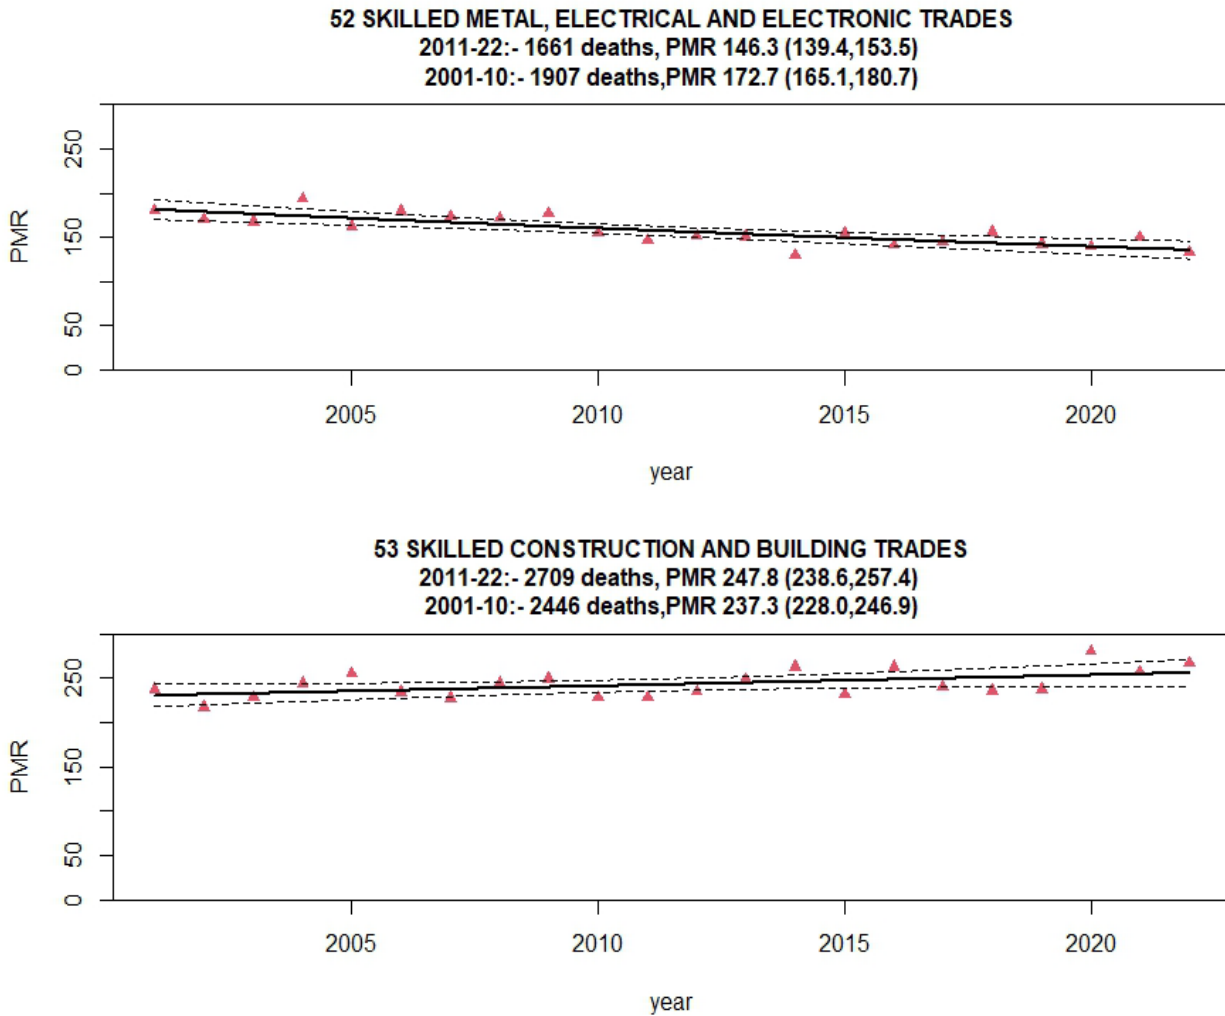 52 SKILLED METAL, ELECTRICAL AND ELECTRONIC TRADES
2011-22:- 1661 deaths, PMR 146.3 (139.4,153.5)
2001-10:- 1907 deaths,PMR 172.7 (165.1,180.7)
250
150
50
0
PMR
2005 2010 2015 2020
year
53 SKILLED CONSTRUCTION AND BUILDING TRADES
2011-22:- 2709 deaths, PMR 247.8 (238.6,257.4)
2001-10:- 2446 deaths,PMR 237.3 (228.0,246.9)
250
150
50
0
PMR
2005 2010 2015 2020
year